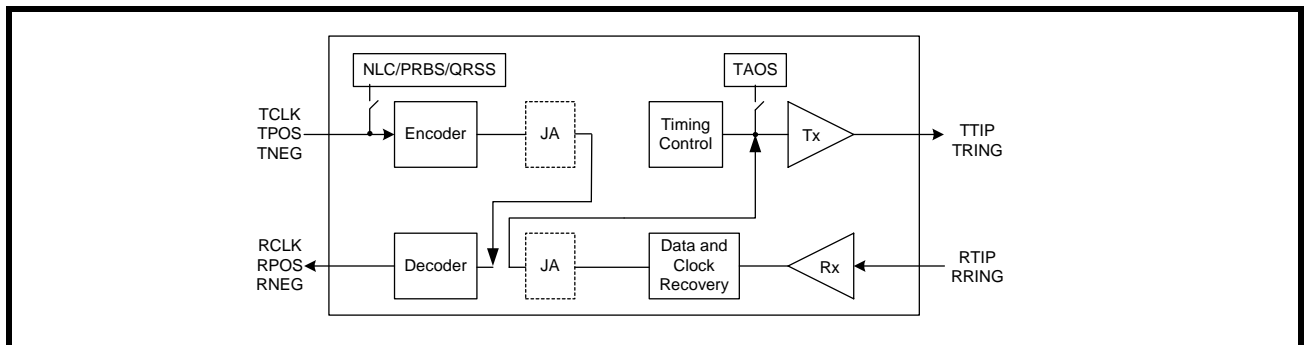 NLC/PRBS/QRSS
TAOS
TCLK
TPOS
TNEG
Encoder
JA
Timing
Control
Tx
TTIP
TRING
RCLK
RPOS
RNEG
Decoder
JA
Data and
Clock
Recovery
Rx
RTIP
RRING